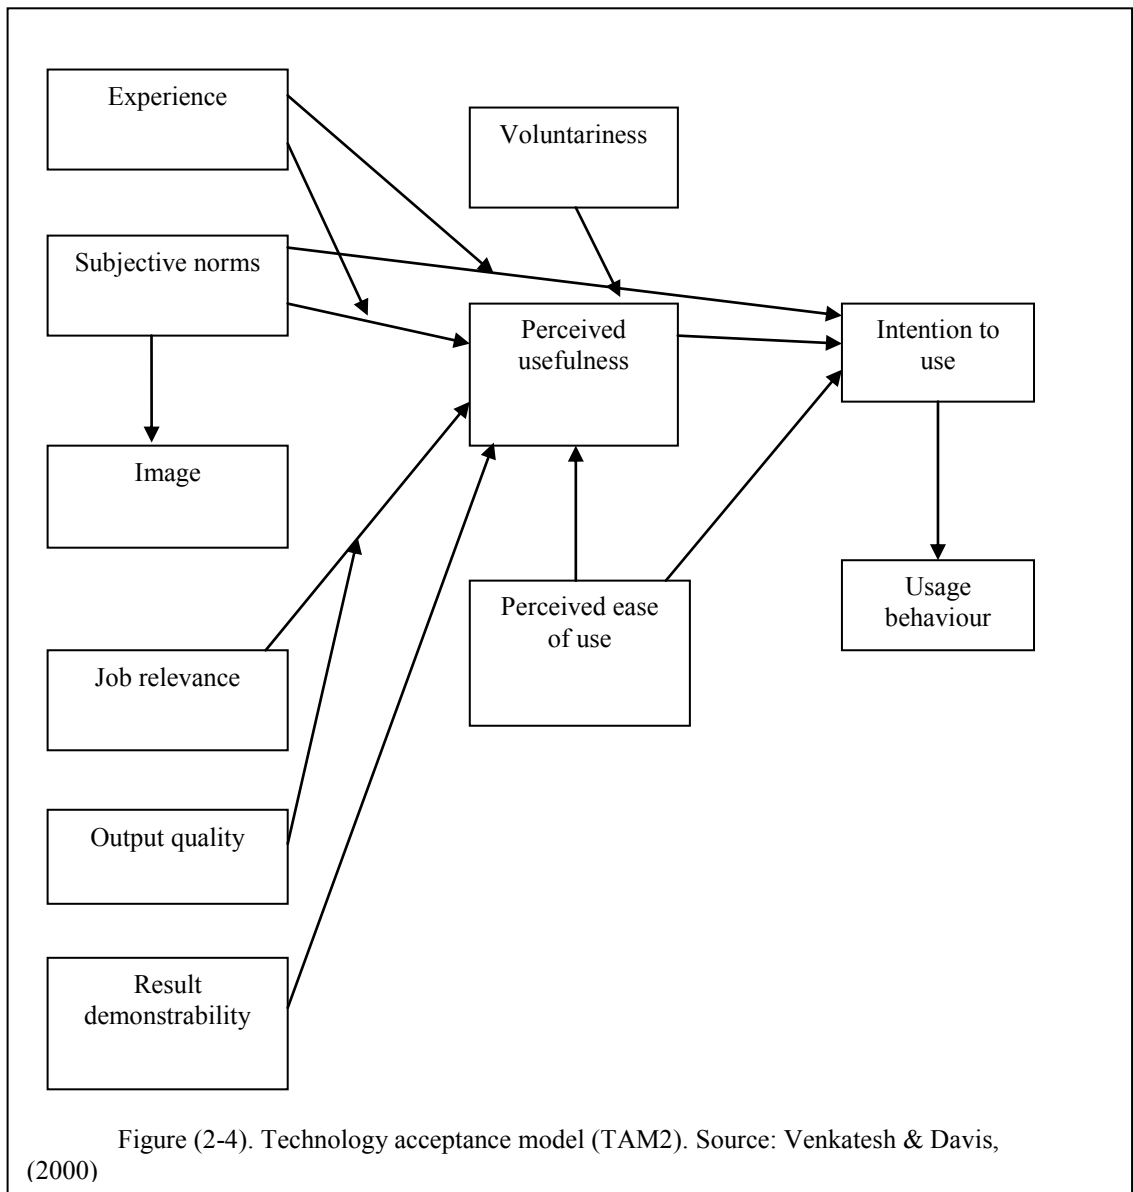 Experience
Voluntariness
Subjective norms
Perceived
usefulness
Intention to
use
Image
Perceived ease
of use
Usage
behaviour
Job relevance
Output quality
Result
demonstrability
Figure (2-4). Technology acceptance model (TAM2). Source: Venkatesh & Davis,
(2000)